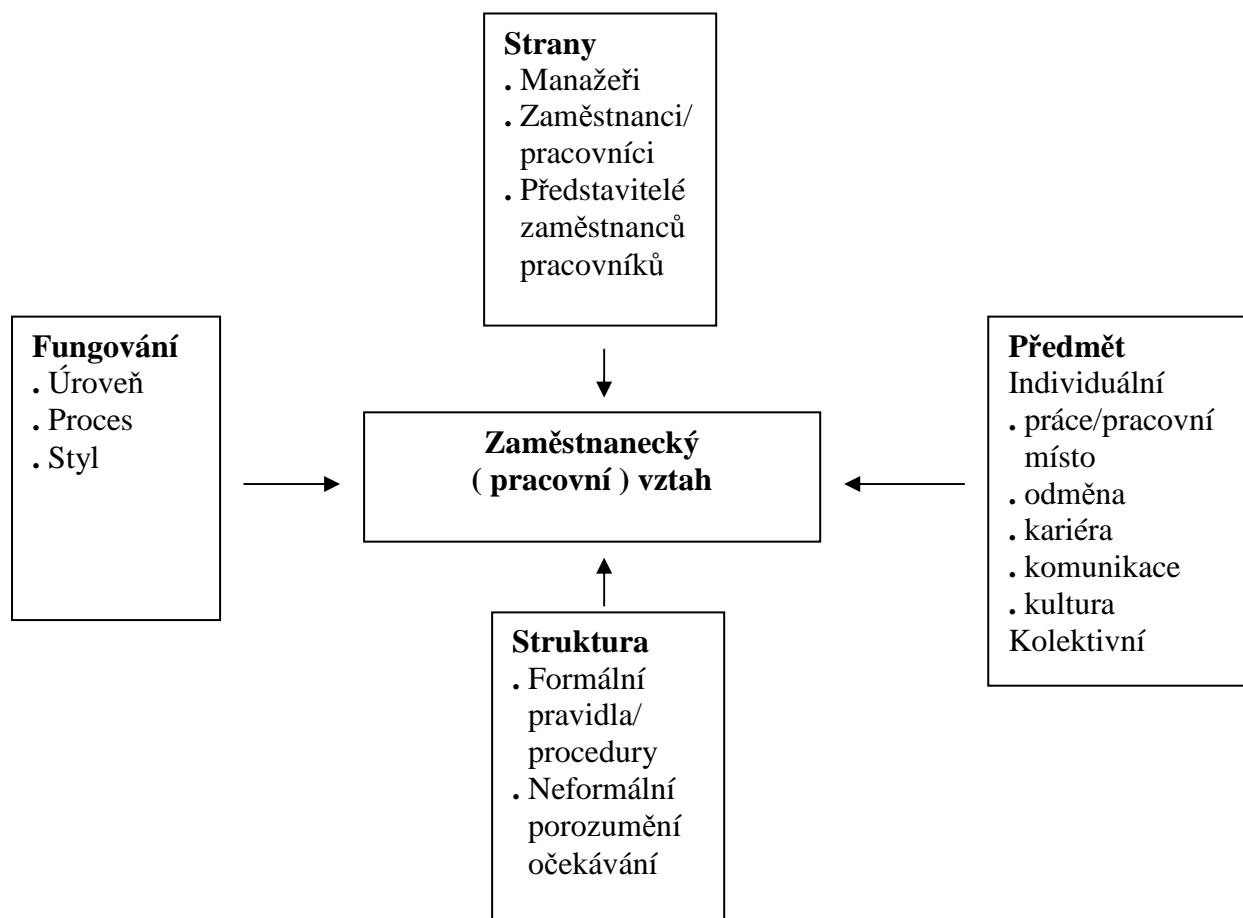 Strany
. Manažeři
. Zaměstnanci/
pracovníci
. Představitelé
zaměstnanců
pracovníků
Fungování
. Úroveň
. Proces
. Styl
Zaměstnanecký
( pracovní ) vztah
Předmět
Individuální
. práce/pracovní
místo
. odměna
. kariéra
. komunikace
. kultura
Kolektivní
Struktura
. Formální
pravidla/
procedury
. Neformální
porozumění
očekávání